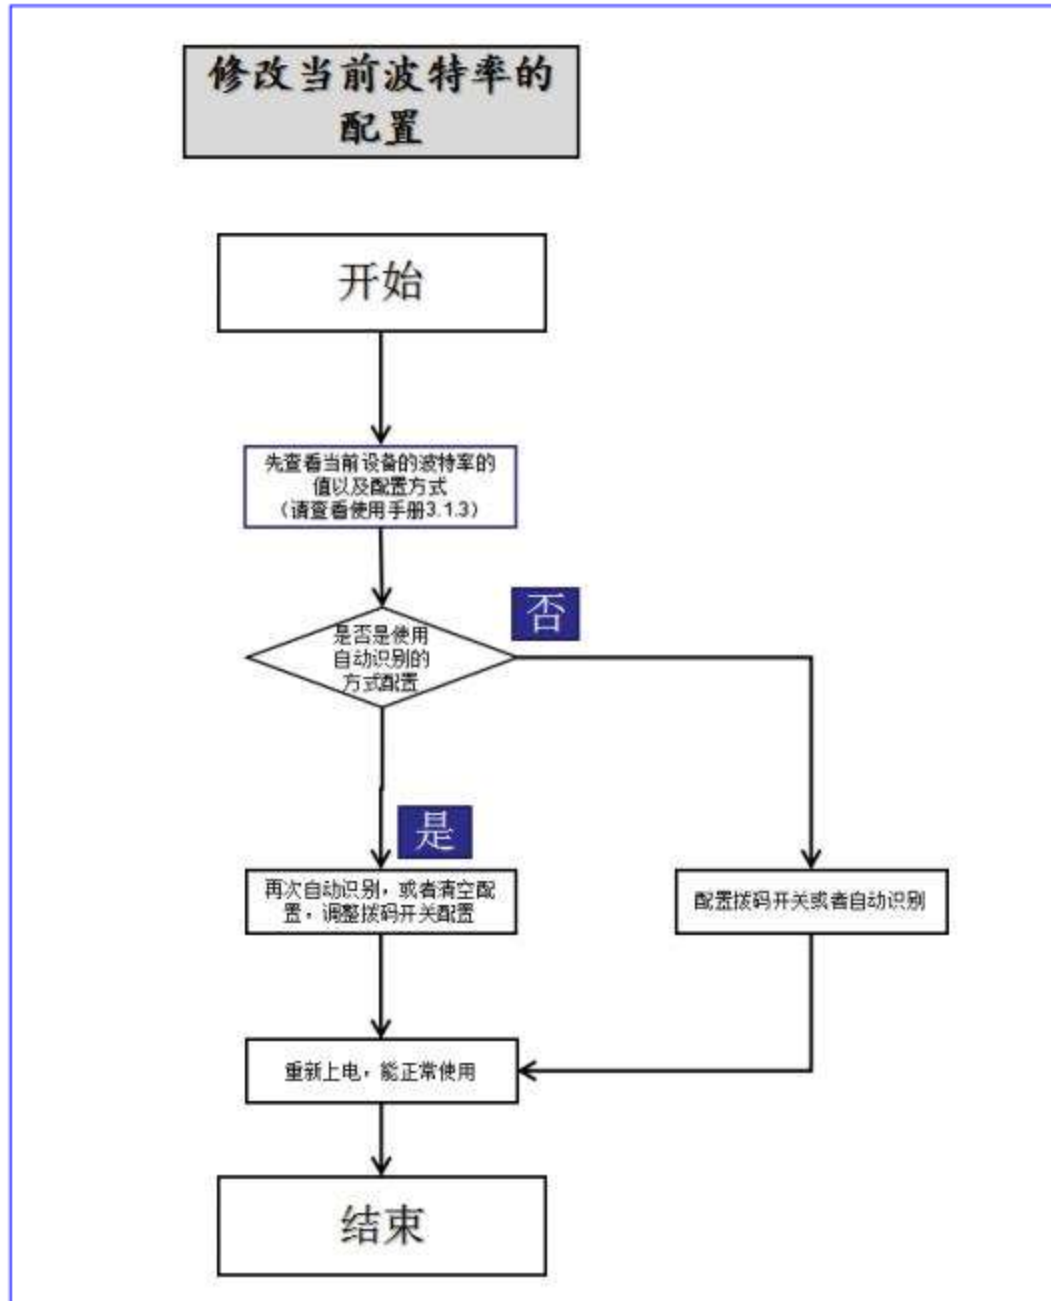 修改当前波特率的
配置
开始
先查看当前设备的波特率的
值以及配置方式
（请查看使用手册3.1.3）
否
是否是使用
自动识别的
方式配置
是
再次自动识别，或者清空配
置，调整拨码开关配置
配置拨码开关或者自动识别
重新上电，能正常使用
结束